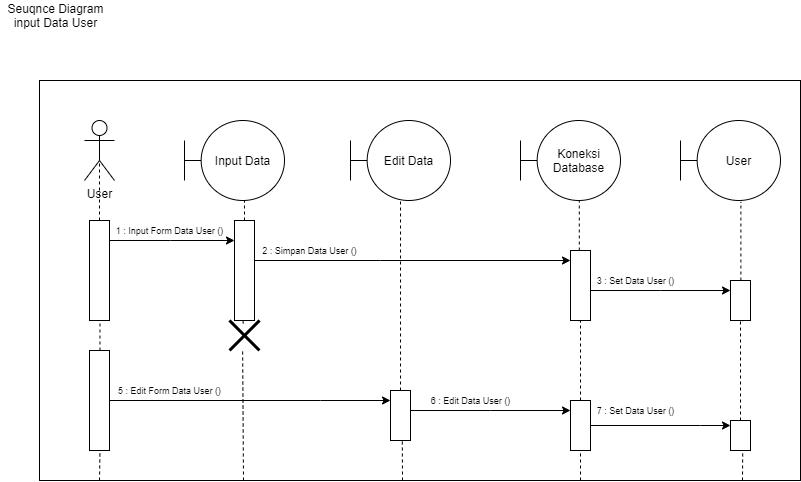 Seuqnce Diagram
input Data User
User
Input Data
Edit Data
Koneksi
Database
User
1 : Input Form Data User ()
2 : Simpan Data User ()
3 : Set Data User ()
5 : Edit Form Data User ()
6 : Edit Data User ()
7 : Set Data User ()